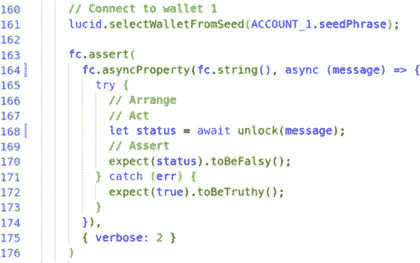 160 // Connect to wallet 1
161 lucid.selectWalletFromSeed(ACCOUNT_1.seedPhrase);
162
163 fc.assert(
164 fc.asyncProperty(fc.string(), async (message) => {
165 try {
166 // Arrange
167 // Act
168 let status = await unlock(message);
169 // Assert
170 expect(status).toBeFalsy();
171 } catch (err) {
172 expect(true).toBeTruthy();
173 }
174 }),
175 { verbose: 2 }
176 )